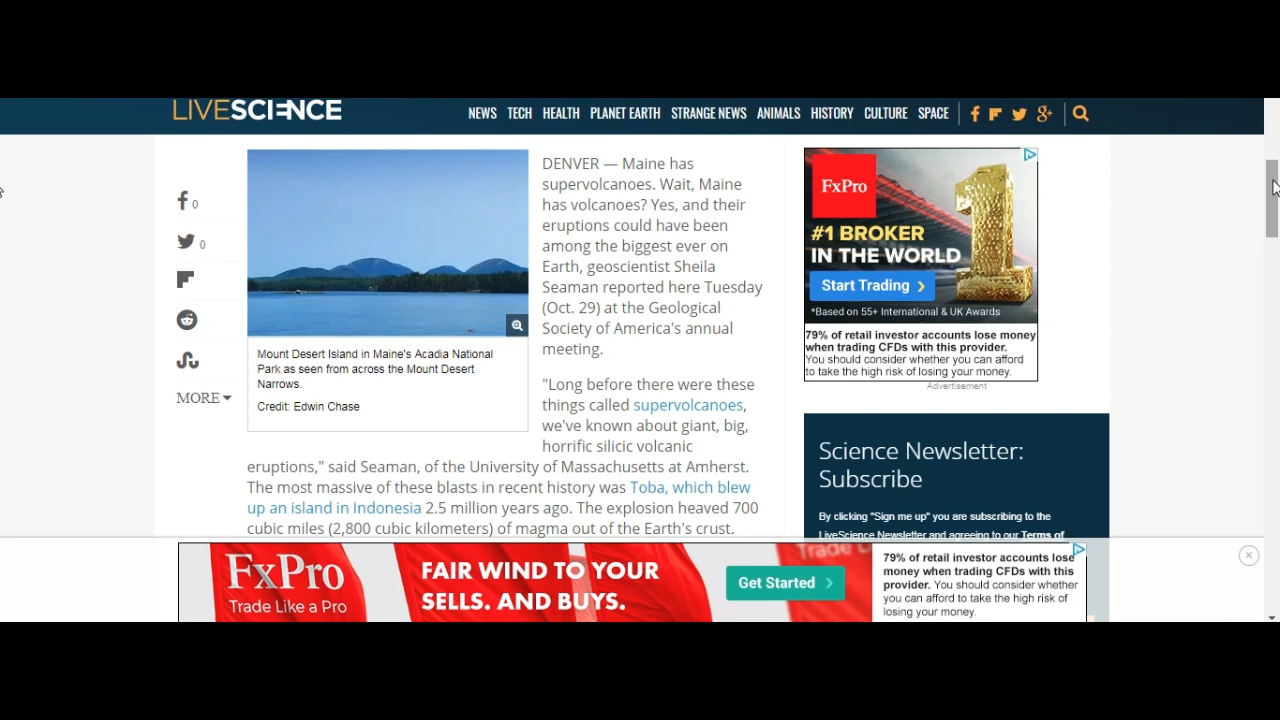 LIVESCIENCE
NEWS TECH HEALTH PLANET EARTH STRANGE NEWS ANIMALS HISTORY CULTURE SPACE
0
0
MORE
Mount Desert Island in Maine's Acadia National
Park as seen from across the Mount Desert
Narrows.
Credit: Edwin Chase
DENVER — Maine has
supervolcanoes. Wait, Maine
has volcanoes? Yes, and their
eruptions could have been
among the biggest ever on
Earth, geoscientist Sheila
Seaman reported here Tuesday
(Oct. 29) at the Geological
Society of America's annual
meeting.
"Long before there were these
things called supervolcanoes,
we've known about giant, big,
horrific silicic volcanic
eruptions," said Seaman, of the University of Massachusetts at Amherst.
The most massive of these blasts in recent history was Toba, which blew
up an island in Indonesia 2.5 million years ago. The explosion heaved 700
cubic miles (2,800 cubic kilometers) of magma out of the Earth's crust.
FxPro
#1 BROKER
IN THE WORLD
Start Trading
*Based on 55+ International & UK Awards
1
79% of retail investor accounts lose money
when trading CFDs with this provider.
You should consider whether you can afford
to take the high risk of losing your money.
Advertisement
Science Newsletter:
Subscribe
By clicking "Sign me up" you are subscribing to the
LiveScience Newsletter and agreeing to our Terms of
FxPro
Trade Like a Pro
FAIR WIND TO YOUR
SELLS. AND BUYS.
Get Started
Trade Like a
79% of retail investor accounts lose
money when trading CFDs with this
provider. You should consider whether
you can afford to take the high risk of
losing your money.